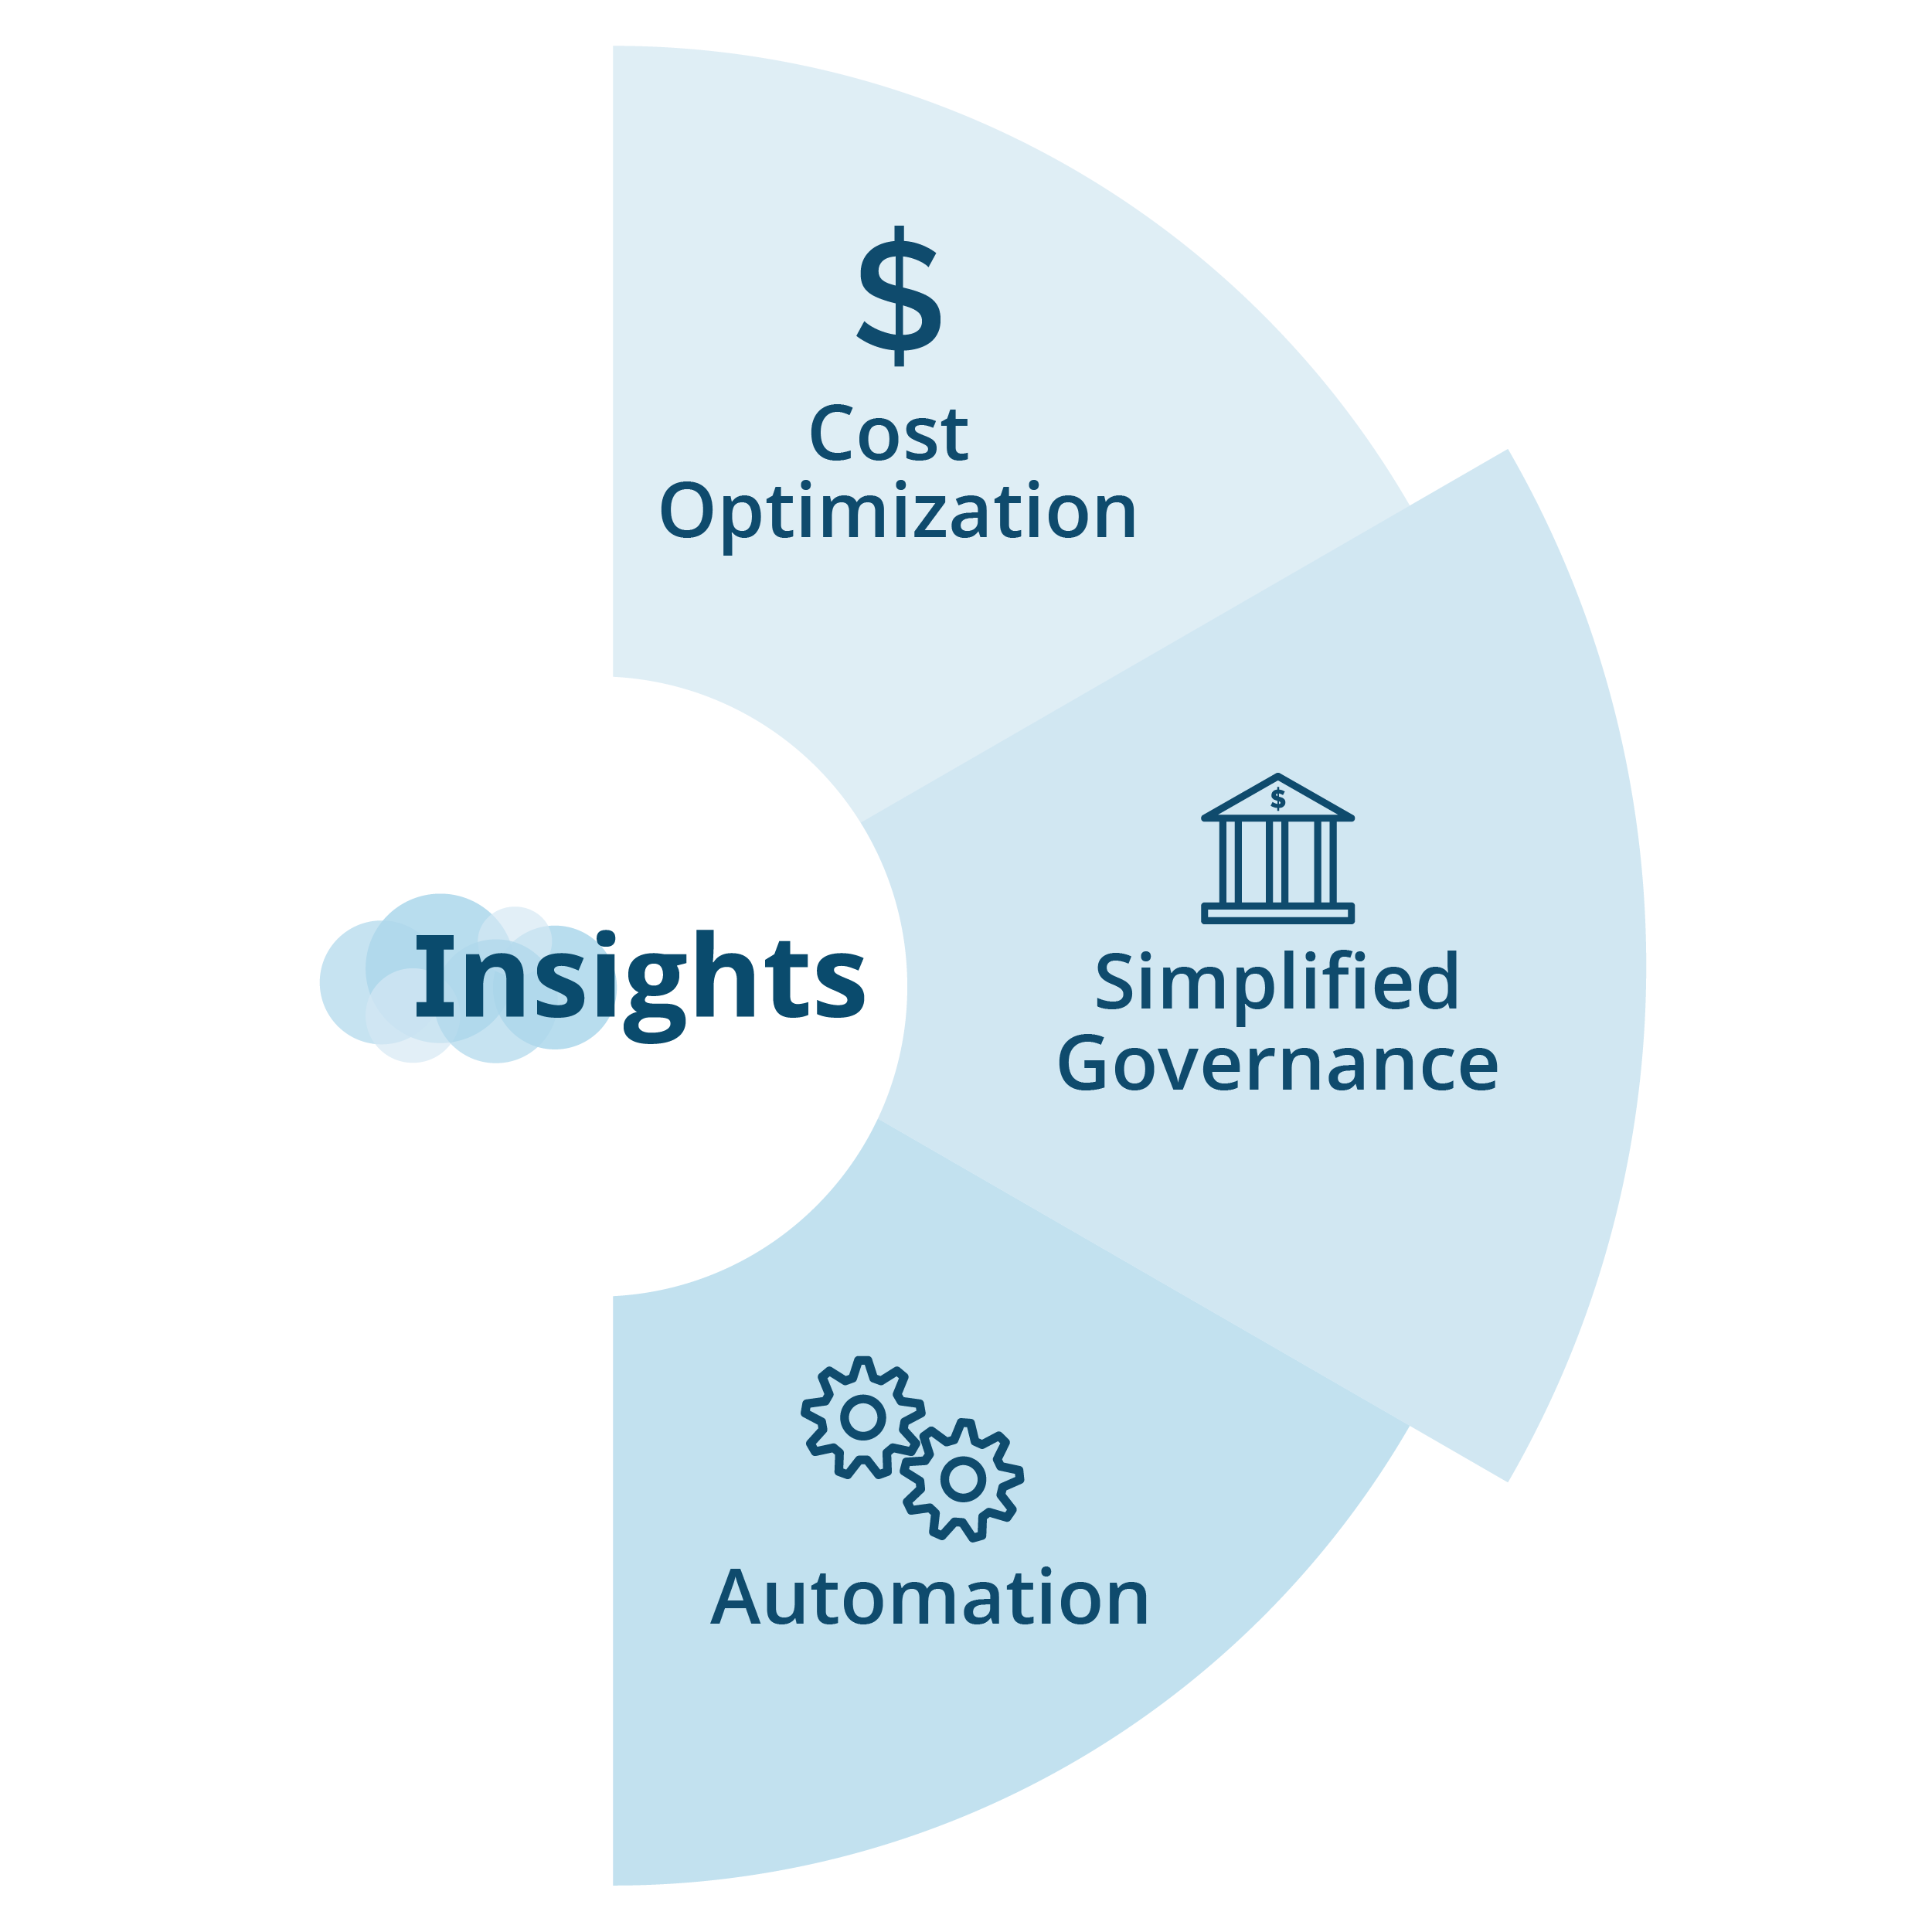 $
Cost
Optimization
$
Simplified
Governance
Insights
Automation